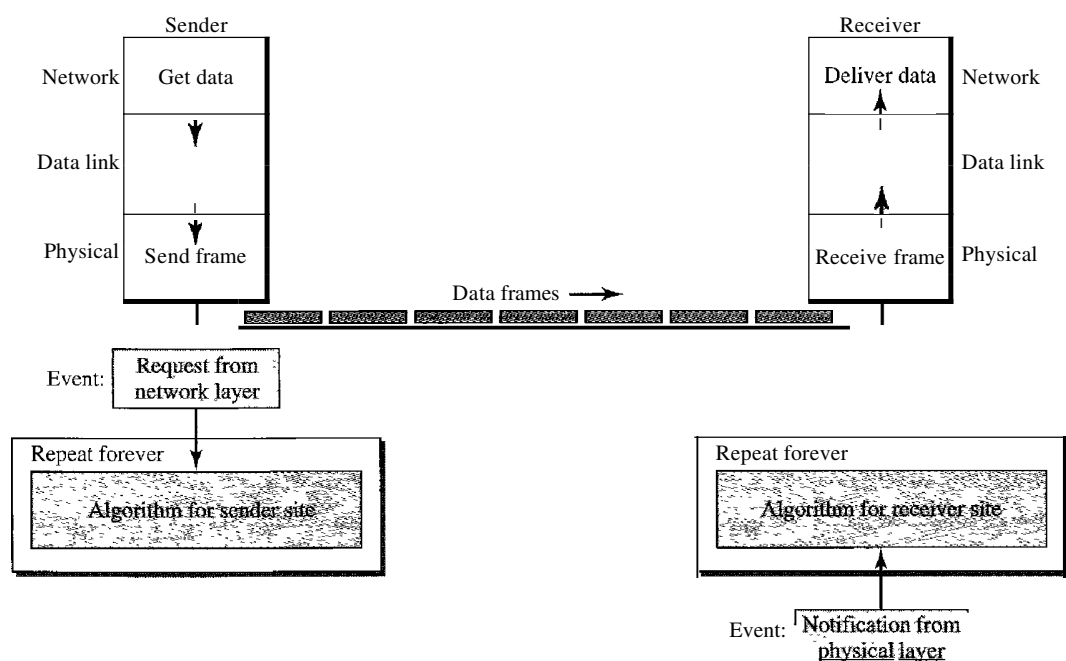 Sender
Receiver
Network
Get data
Deliver data
Network
Data link
Data link
Physical
Send frame
Receive frame
Physical
Data frames
Event:
Request from
network layer
Repeat forever
Algorithm for sender site
Repeat forever
Algorithm for receiver site
Event:
Notification from
physical layer